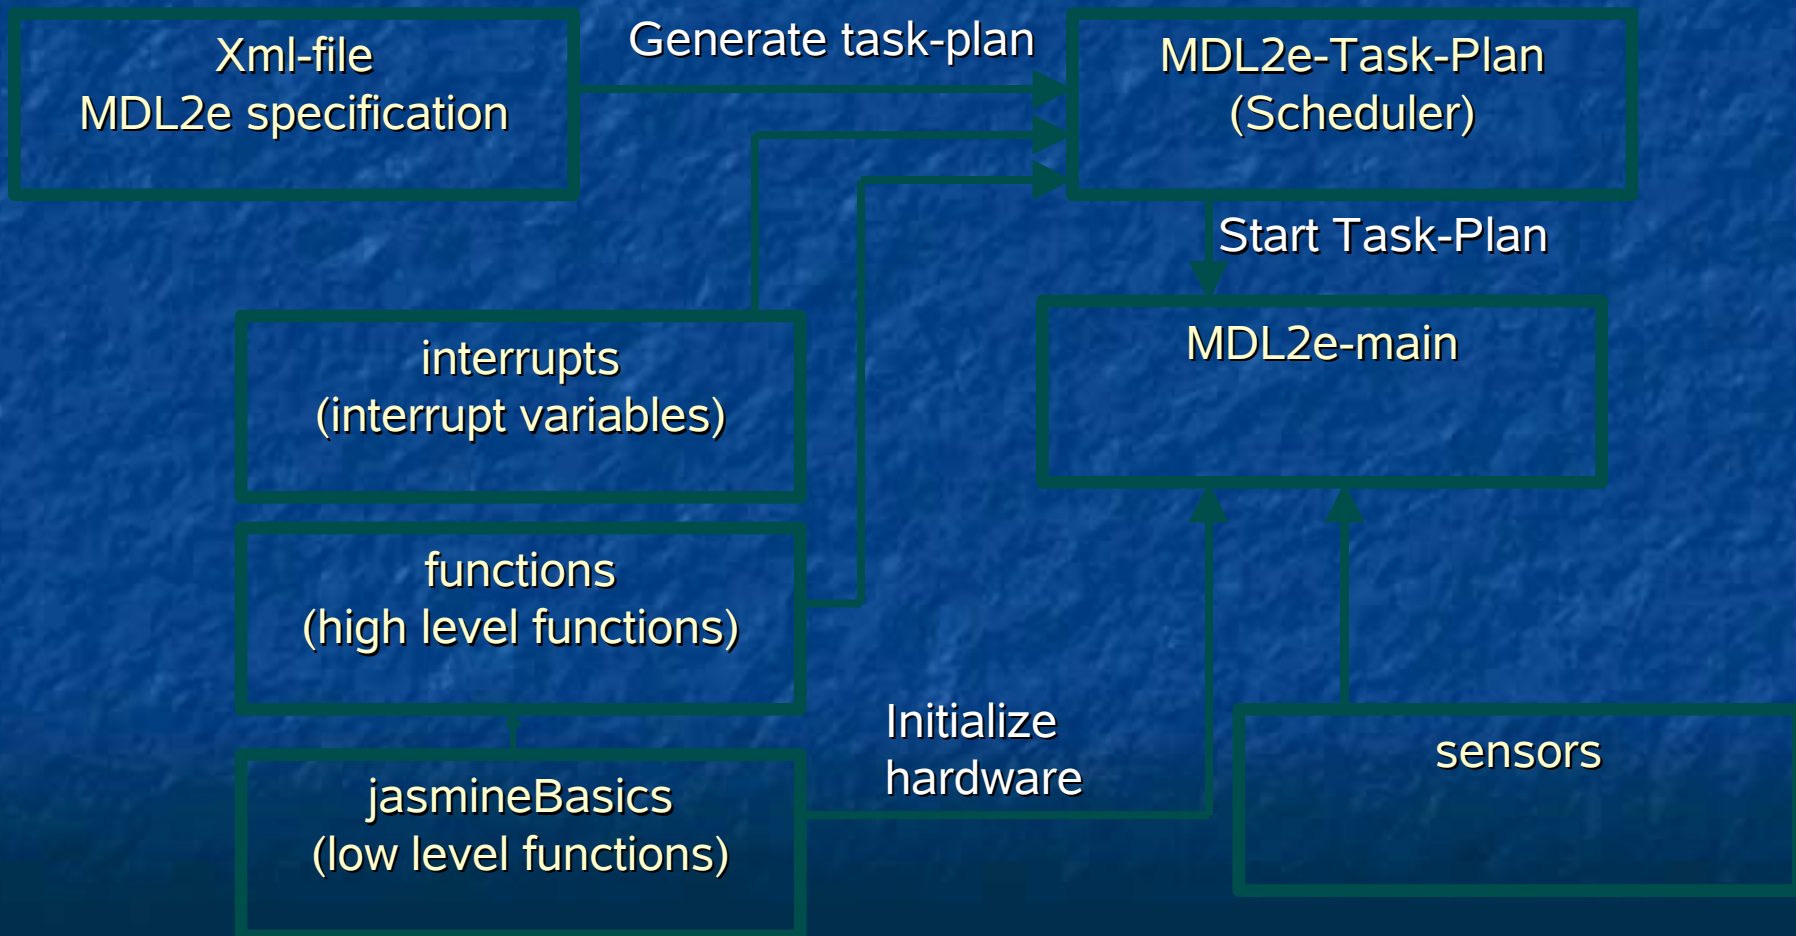 Xml-file
MDL2e specification
Generate task-plan
MDL2e-Task-Plan
(Scheduler)
Start Task-Plan
interrupts
(interrupt variables)
MDL2e-main
functions
(high level functions)
Initialize
hardware
sensors
jasmineBasics
(low level functions)